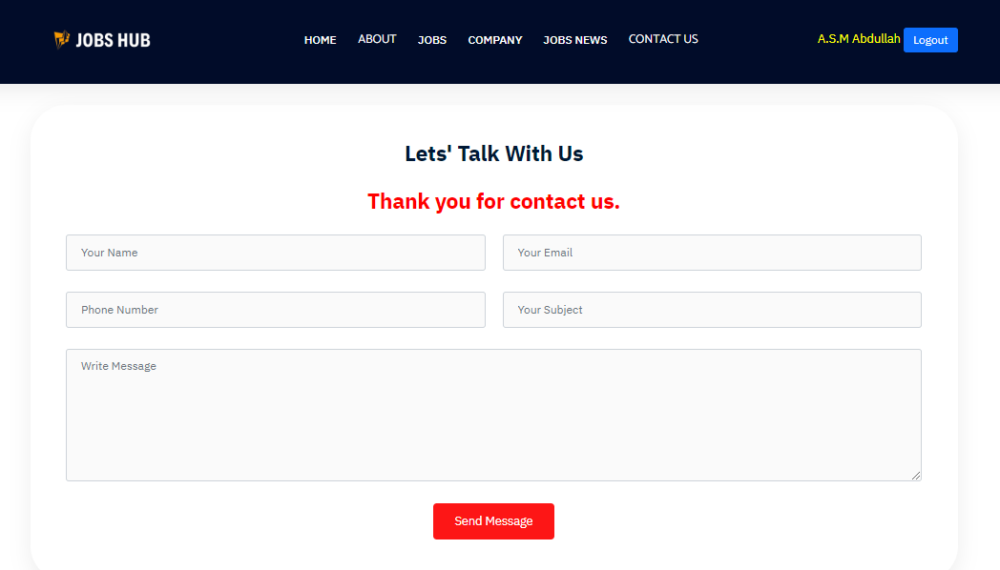 JOBS HUB HOME ABOUT JOBS COMPANY JOBS NEWS CONTACT US A.S.M Abdullah Logout
Lets' Talk With Us
Thank you for contact us.
Your Name Your Email
Phone Number Your Subject
Write Message
Send Message